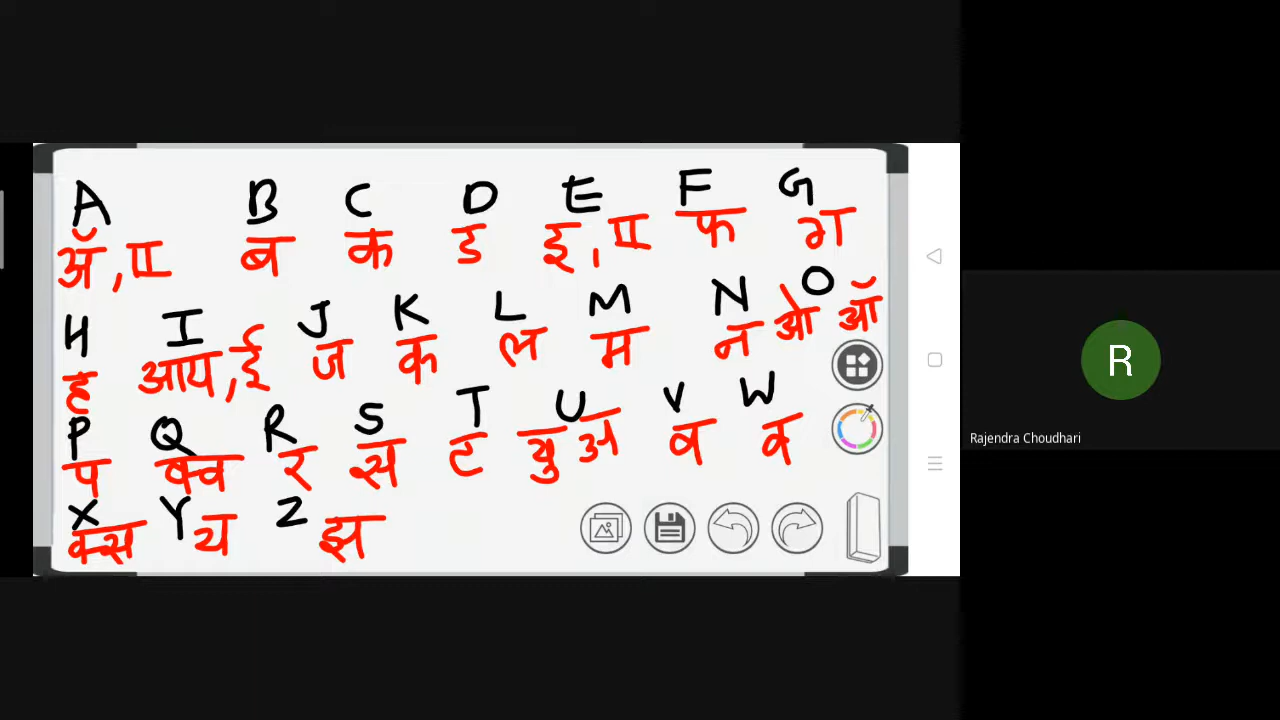 A B C D E F G
अॅ, ए ब क ड इ, ए फ ग
H I J K L M N O
ह आय, ई ज क ल म न ओ ऑ
P Q R S T U V W
प क्व र स ट यु अ व व
X Y Z
क्स य झ
R
Rajendra Choudhari